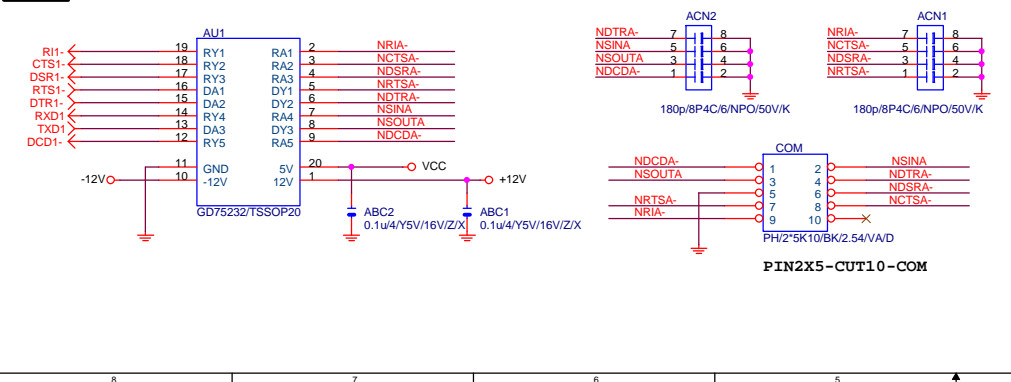 AU1
RI1- 19 RY1 RA1 2 NRIA-
CTS1- 18 RY2 RA2 3 NCTSA-
DSR1- 17 RY3 RA3 4 NDSRA-
RTS1- 16 DA1 DY1 5 NRTSA-
DTR1- 15 DA2 DY2 6 NDTRA-
RXD1 14 RY4 RA4 7 NSINA
TXD1 13 DA3 DY3 8 NSOUTA
DCD1- 12 RY5 RA5 9 NDCDA-
11 GND 5V 20 VCC
-12V 10 -12V 12V 1 +12V
GD75232/TSSOP20
ABC2
0.1u/4/Y5V/16V/Z/X
ABC1
0.1u/4/Y5V/16V/Z/X
ACN2
NDTRA- 7 8
NSINA 5 6
NSOUTA 3 4
NDCDA- 1 2
180p/8P4C/6/NPO/50V/K
ACN1
NRIA- 7 8
NCTSA- 5 6
NDSRA- 3 4
NRTSA- 1 2
180p/8P4C/6/NPO/50V/K
COM
NDCDA- 1 2 NSINA
NSOUTA 3 4 NDTRA-
5 6 NDSRA-
NRTSA- 7 8 NCTSA-
NRIA- 9 10
PH/2*5K10/BK/2.54/VA/D
PIN2X5-CUT10-COM
8 7 6 5